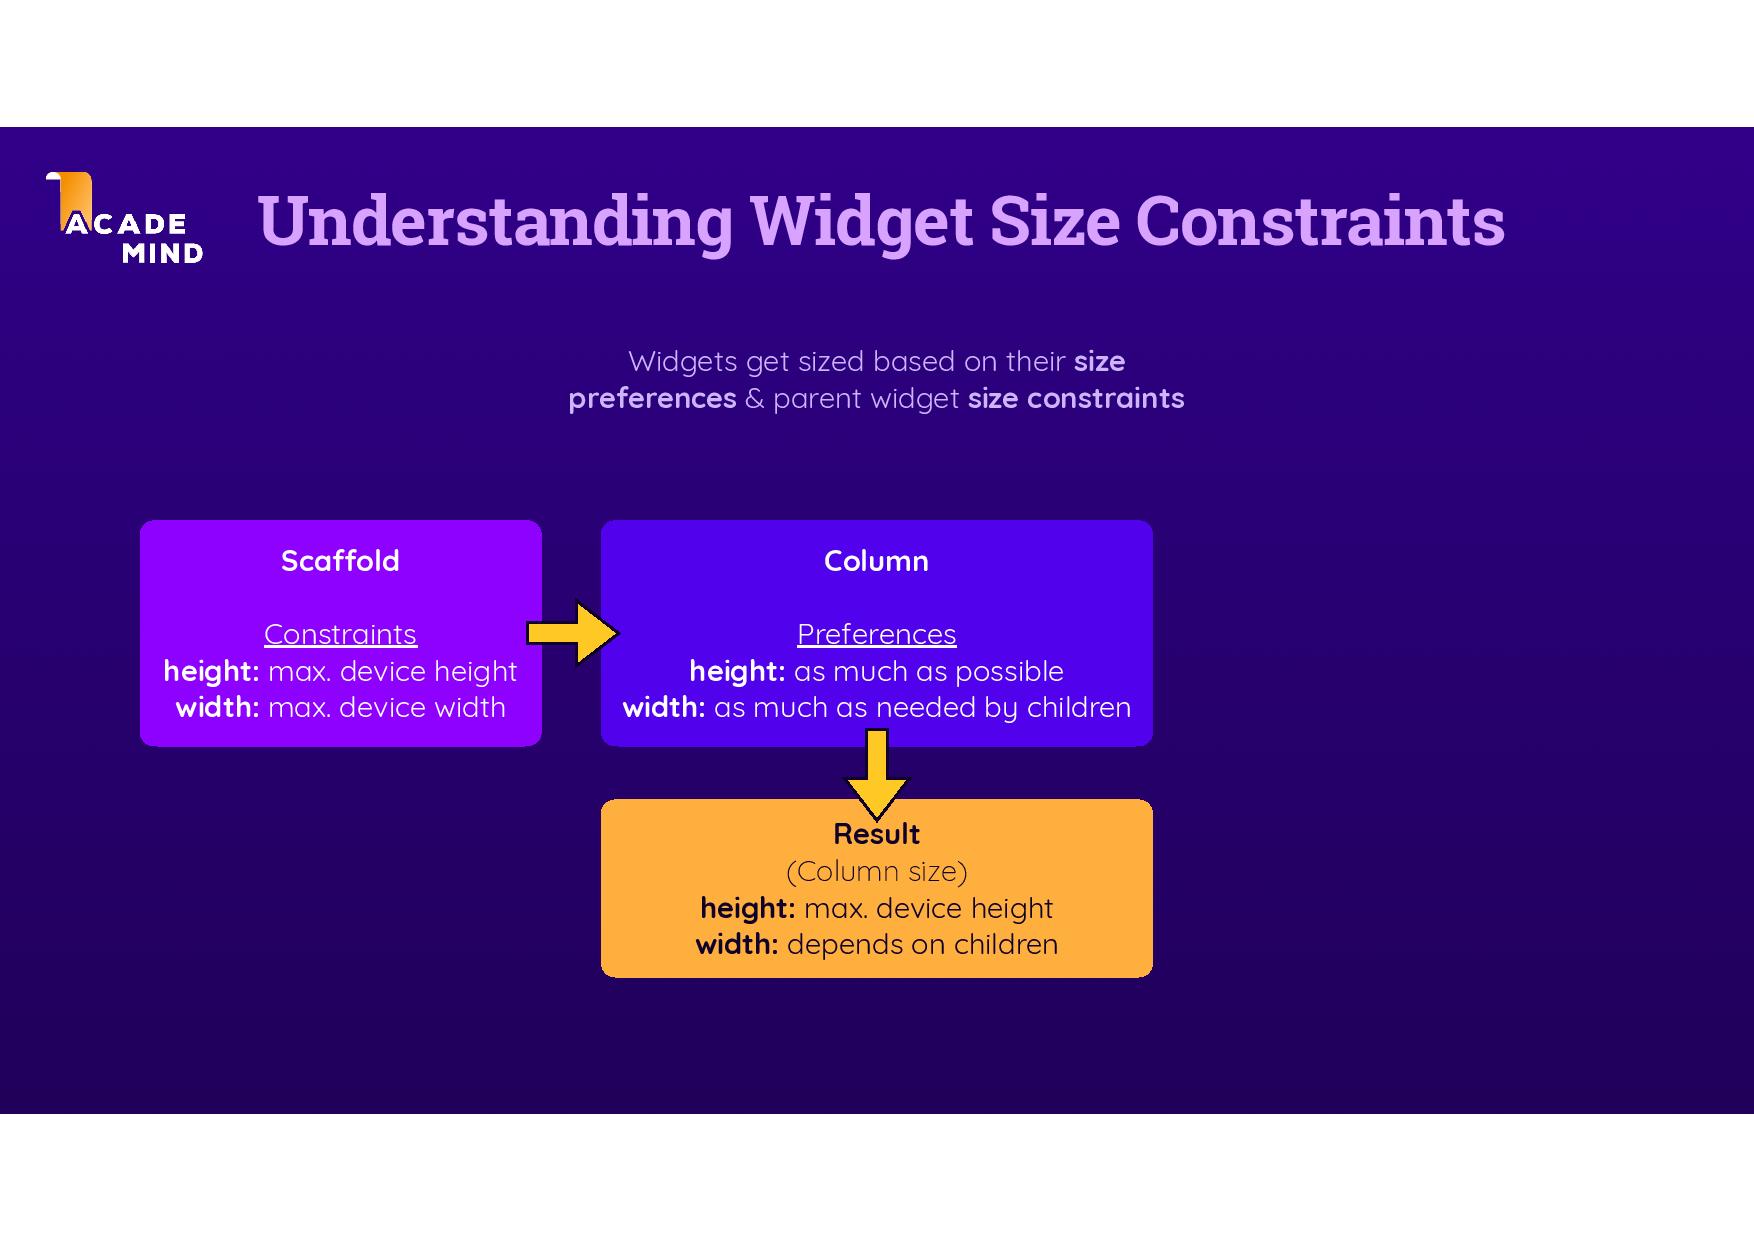 ACADE
MIND
Understanding Widget Size Constraints
Widgets get sized based on their size
preferences & parent widget size constraints
Scaffold
Constraints
height: max. device height
width: max. device width
Column
Preferences
height: as much as possible
width: as much as needed by children
Result
(Column size)
height: max. device height
width: depends on children